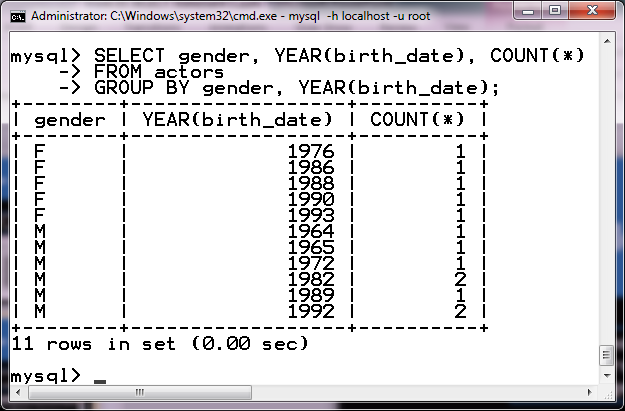 Administrator: C:\Windows\system32\cmd.exe - mysql  -h localhost -u root
mysql> SELECT gender, YEAR(birth_date), COUNT(*)
    -> FROM actors
    -> GROUP BY gender, YEAR(birth_date);
+--------+------------------+----------+
| gender | YEAR(birth_date) | COUNT(*) |
+--------+------------------+----------+
| F      |             1976 |        1 |
| F      |             1986 |        1 |
| F      |             1988 |        1 |
| F      |             1990 |        1 |
| F      |             1993 |        1 |
| M      |             1964 |        1 |
| M      |             1965 |        1 |
| M      |             1972 |        1 |
| M      |             1982 |        2 |
| M      |             1989 |        1 |
| M      |             1992 |        2 |
+--------+------------------+----------+
11 rows in set (0.00 sec)
mysql> _